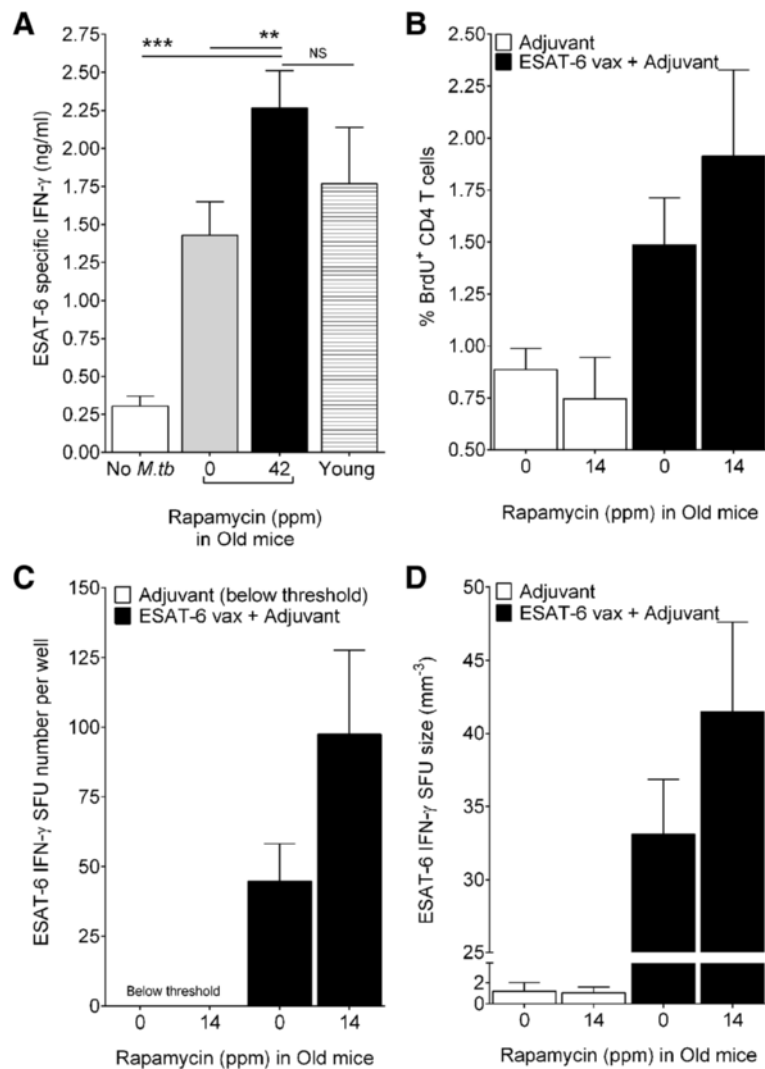 A
ESAT-6 specific IFN-γ (ng/ml)
2.75
2.50
2.25
2.00
1.75
1.50
1.25
1.00
0.75
0.50
0.25
0.00
***
**
NS
No M.tb
0
42
Young
Rapamycin (ppm)
in Old mice
B
% BrdU+ CD4 T cells
2.50
2.25
2.00
1.75
1.50
1.25
1.00
0.75
0.50
Adjuvant
ESAT-6 vax + Adjuvant
0
14
0
14
Rapamycin (ppm) in Old mice
C
ESAT-6 IFN-γ SFU number per well
150
125
100
75
50
25
0
Adjuvant (below threshold)
ESAT-6 vax + Adjuvant
Below threshold
0
14
0
14
Rapamycin (ppm) in Old mice
D
ESAT-6 IFN-γ SFU size (mm-3)
50
45
40
35
30
25
2
0
Adjuvant
ESAT-6 vax + Adjuvant
0
14
0
14
Rapamycin (ppm) in Old mice